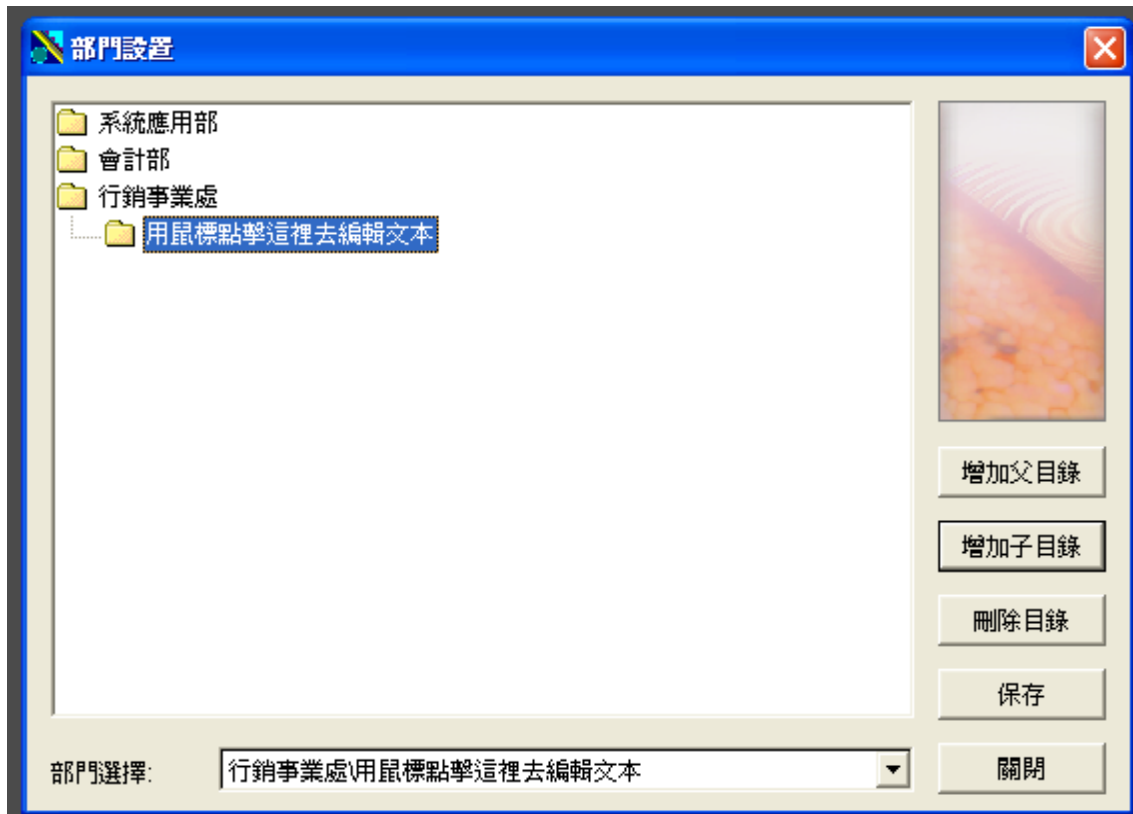 部門設置
系統應用部
會計部
行銷事業處
用鼠標點擊這裡去編輯文本
增加父目錄
增加子目錄
刪除目錄
保存
部門選擇: 行銷事業處\用鼠標點擊這裡去編輯文本
關閉